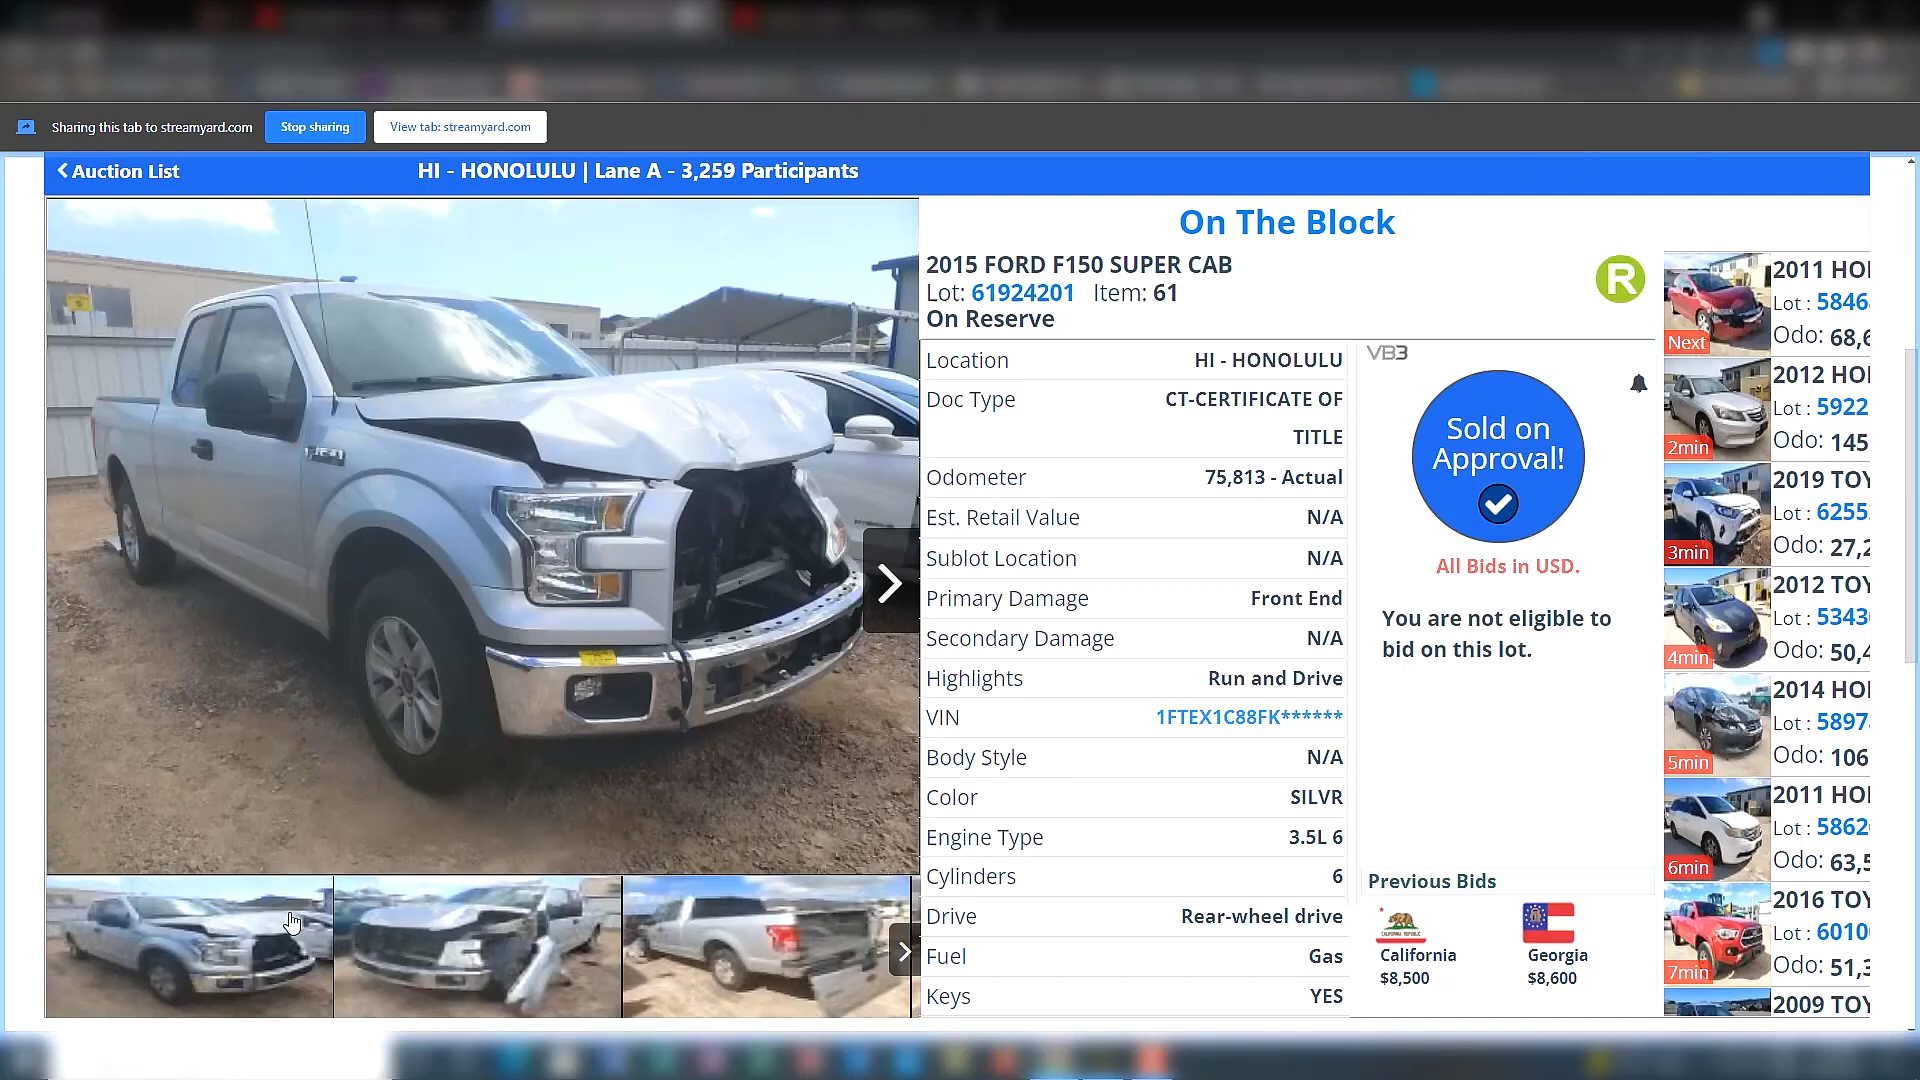 Sharing this tab to streamyard.com
Stop sharing
View tab: streamyard.com
Auction List
HI - HONOLULU | Lane A - 3,259 Participants
On The Block
2015 FORD F150 SUPER CAB
Lot: 61924201 Item: 61
On Reserve
R
Location HI - HONOLULU
Doc Type CT-CERTIFICATE OF
TITLE
Odometer 75,813 - Actual
Est. Retail Value N/A
Sublot Location N/A
Primary Damage Front End
Secondary Damage N/A
Highlights Run and Drive
VIN 1FTEX1C88FK******
Body Style N/A
Color SILVR
Engine Type 3.5L 6
Cylinders 6
Drive Rear-wheel drive
Fuel Gas
Keys YES
VB3
Sold on
Approval!
All Bids in USD.
You are not eligible to
bid on this lot.
Previous Bids
California
$8,500
Georgia
$8,600
2011 HO
Lot : 5846
Odo: 68,6
Next
2012 HO
Lot : 5922
Odo: 145
2min
2019 TOY
Lot : 6255
Odo: 27,2
3min
2012 TOY
Lot : 5343
Odo: 50,4
4min
2014 HO
Lot : 5897
Odo: 106
5min
2011 HO
Lot : 5862
Odo: 63,5
6min
2016 TOY
Lot : 6010
Odo: 51,3
7min
2009 TOY